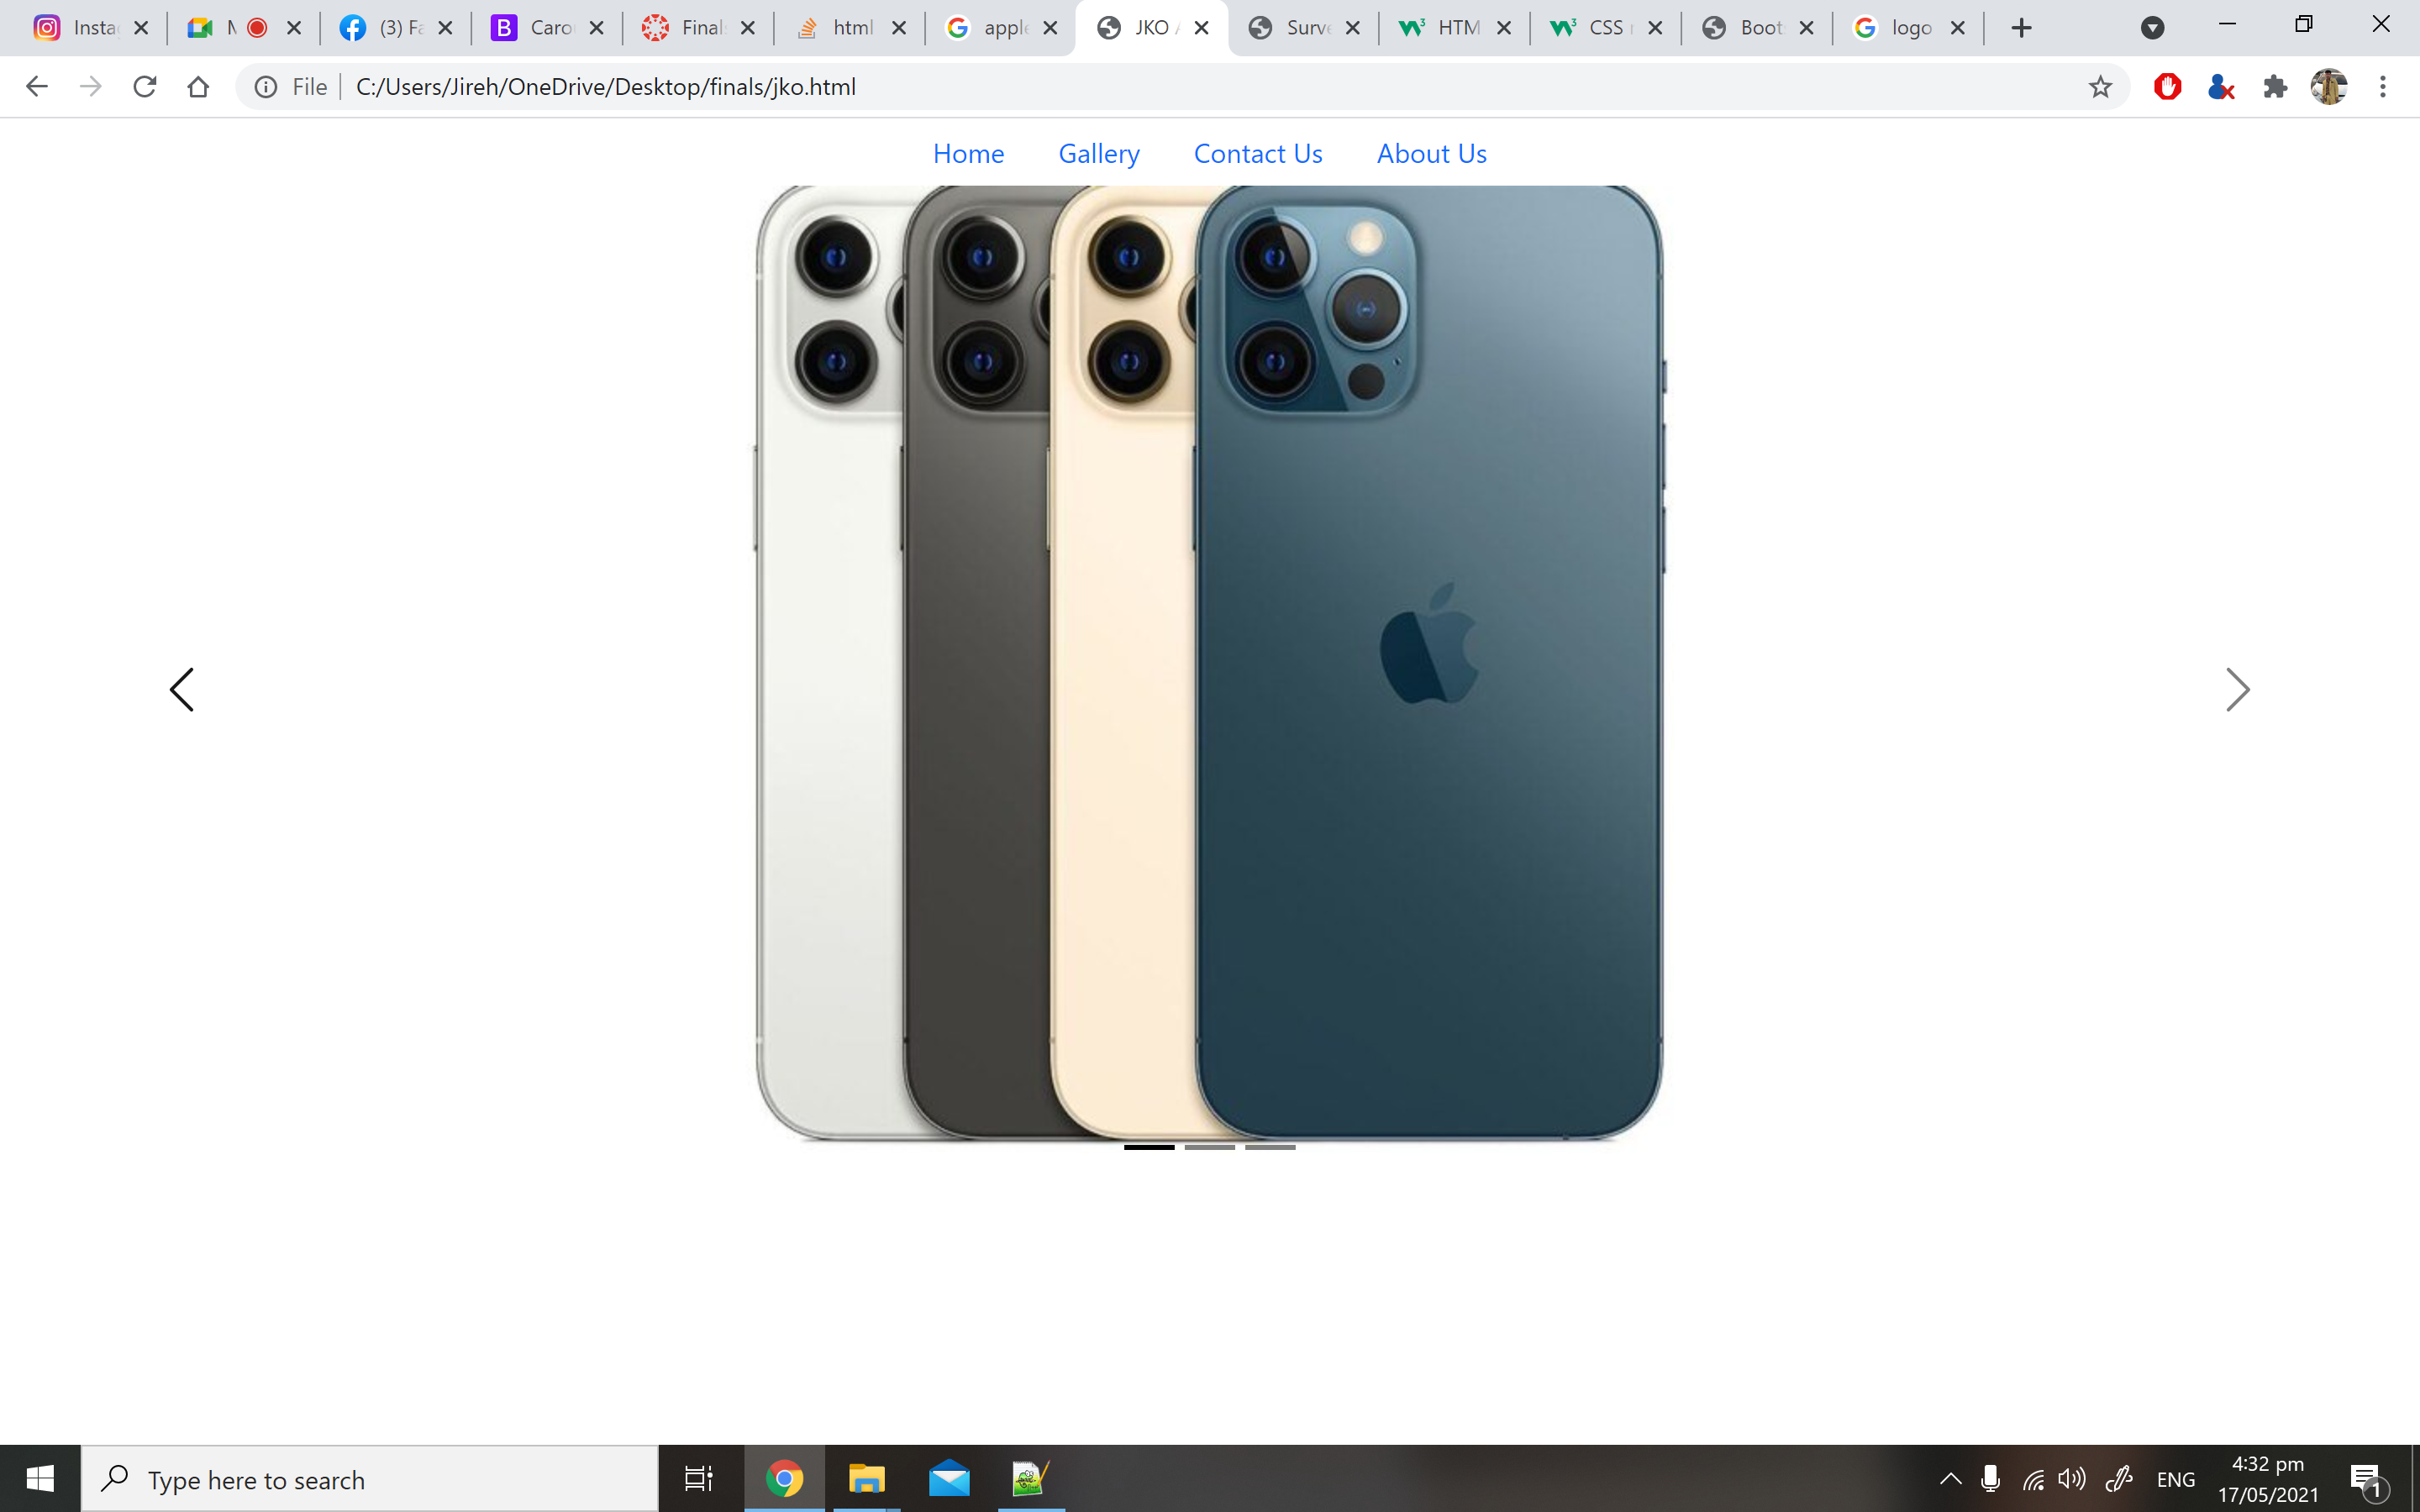 Insta
(3) Fa
Caro
Final
html
apple
JKO
Surve
HTM
CSS
Boot
logo
File
C:/Users/Jireh/OneDrive/Desktop/finals/jko.html
Home Gallery Contact Us About Us
Type here to search
ENG
4:32 pm
17/05/2021
1